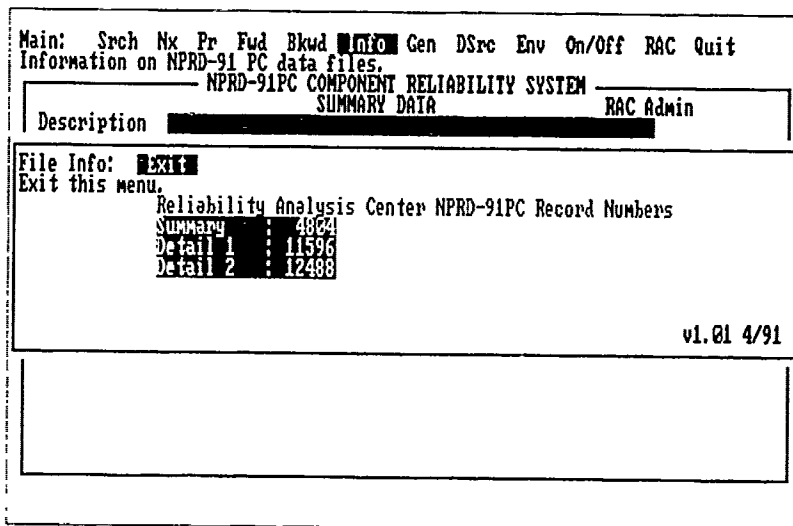 Main: Srch Nx Pr Fwd Bkwd Info Gen DSrc Env On/Off RAC Quit
Information on NPRD-91 PC data files.
NPRD-91PC COMPONENT RELIABILITY SYSTEM
SUMMARY DATA RAC Admin
Description
File Info: Exit
Exit this menu.
Reliability Analysis Center NPRD-91PC Record Numbers
Summary : 4804
Detail 1 : 11596
Detail 2 : 12488
v1.01 4/91